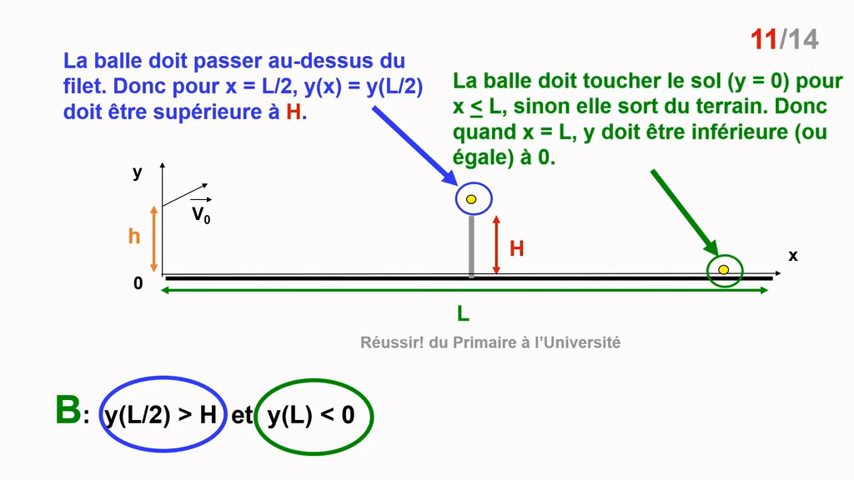 11/14
La balle doit passer au-dessus du
filet. Donc pour x = L/2, y(x) = y(L/2)
doit être supérieure à H.
La balle doit toucher le sol (y = 0) pour
x ≤ L, sinon elle sort du terrain. Donc
quand x = L, y doit être inférieure (ou
égale) à 0.
y
V₀
h
H
x
0
L
Réussir! du Primaire à l'Université
B: y(L/2) > H et y(L) < 0